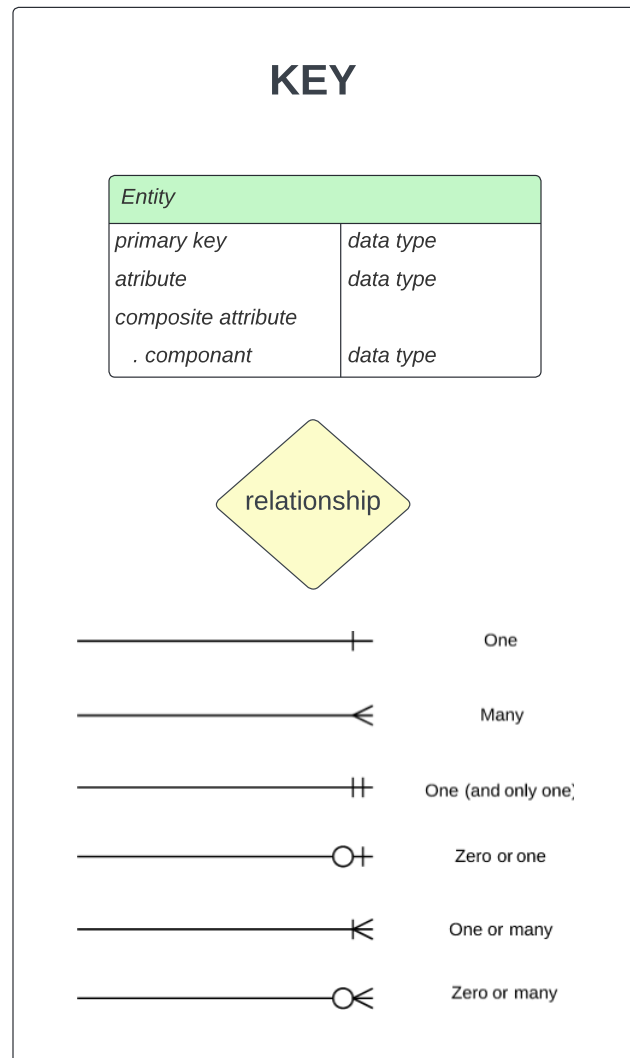 KEY
Entity
primary key data type
atribute data type
composite attribute
. componant data type
relationship
One
Many
One (and only one)
Zero or one
One or many
Zero or many